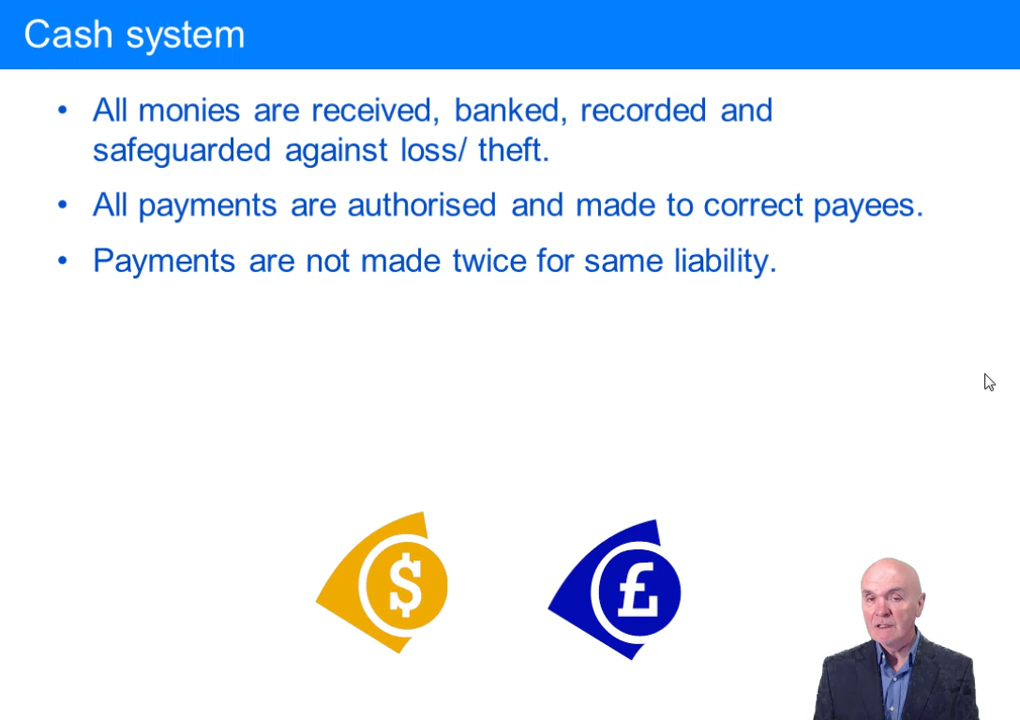 Cash system
• All monies are received, banked, recorded and
safeguarded against loss/ theft.
• All payments are authorised and made to correct payees.
• Payments are not made twice for same liability.
$
£